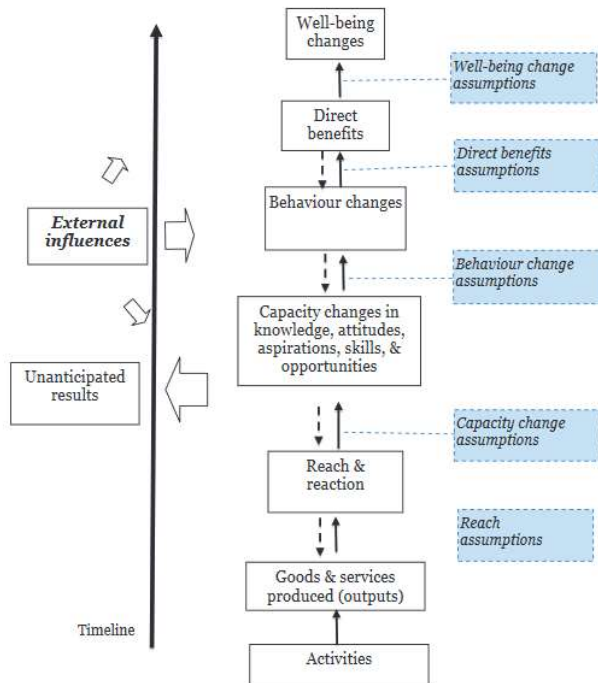 Well-being
changes
Well-being change
assumptions
Direct
benefits
Direct benefits
assumptions
Behaviour changes
External
influences
Behaviour change
assumptions
Capacity changes in
knowledge, attitudes,
aspirations, skills, &
opportunities
Unanticipated
results
Capacity change
assumptions
Reach &
reaction
Reach
assumptions
Goods & services
produced (outputs)
Timeline
Activities